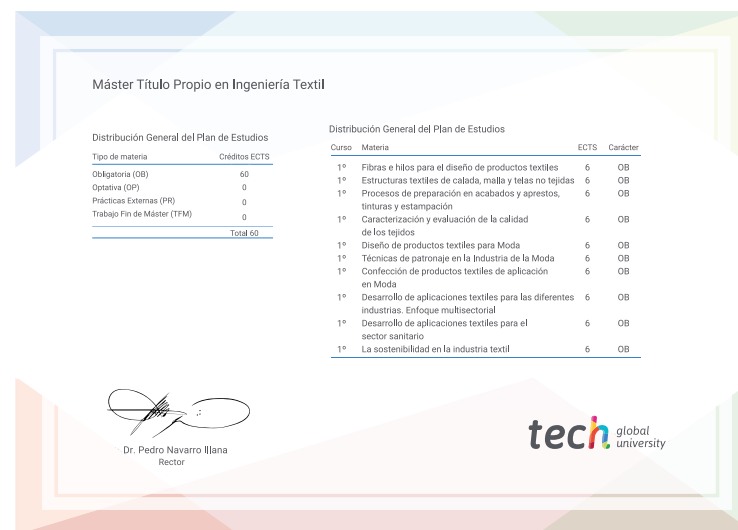 Máster Título Propio en Ingeniería Textil
Distribución General del Plan de Estudios
Tipo de materia Créditos ECTS
Obligatoria (OB) 60
Optativa (OP) 0
Prácticas Externas (PR) 0
Trabajo Fin de Máster (TFM) 0
Total 60
Distribución General del Plan de Estudios
Curso Materia ECTS Carácter
1º Fibras e hilos para el diseño de productos textiles 6 OB
1º Estructuras textiles de calada, malla y telas no tejidas 6 OB
1º Procesos de preparación en acabados y aprestos, 6 OB
tinturas y estampación
1º Caracterización y evaluación de la calidad 6 OB
de los tejidos
1º Diseño de productos textiles para Moda 6 OB
1º Técnicas de patronaje en la Industria de la Moda 6 OB
1º Confección de productos textiles de aplicación 6 OB
en Moda
1º Desarrollo de aplicaciones textiles para las diferentes 6 OB
industrias. Enfoque multisectorial
1º Desarrollo de aplicaciones textiles para el 6 OB
sector sanitario
1º La sostenibilidad en la industria textil 6 OB
Dr. Pedro Navarro Illana
Rector
tech global
university